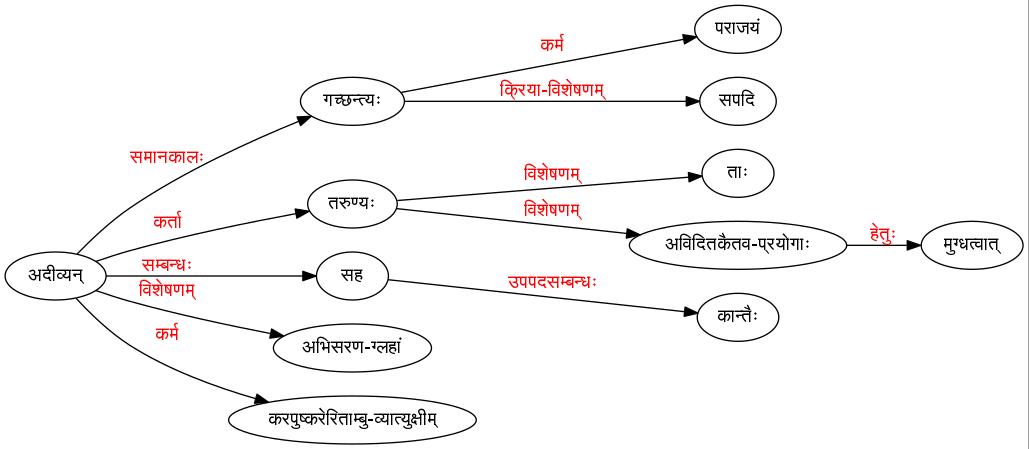 पराजयं
कर्म
क्रिया-विशेषणम्
सपदि
गच्छन्त्यः
समानकालः
विशेषणम्
ताः
तरुण्यः
विशेषणम्
कर्ता
अविदितकैतव-प्रयोगाः
हेतुः
मुग्धत्वात्
अदीव्यन्
सम्बन्धः
सह
उपपदसम्बन्धः
कान्तैः
विशेषणम्
अभिसरण-ग्लहां
कर्म
करपुष्करेरिताम्बु-व्यात्युक्षीम्